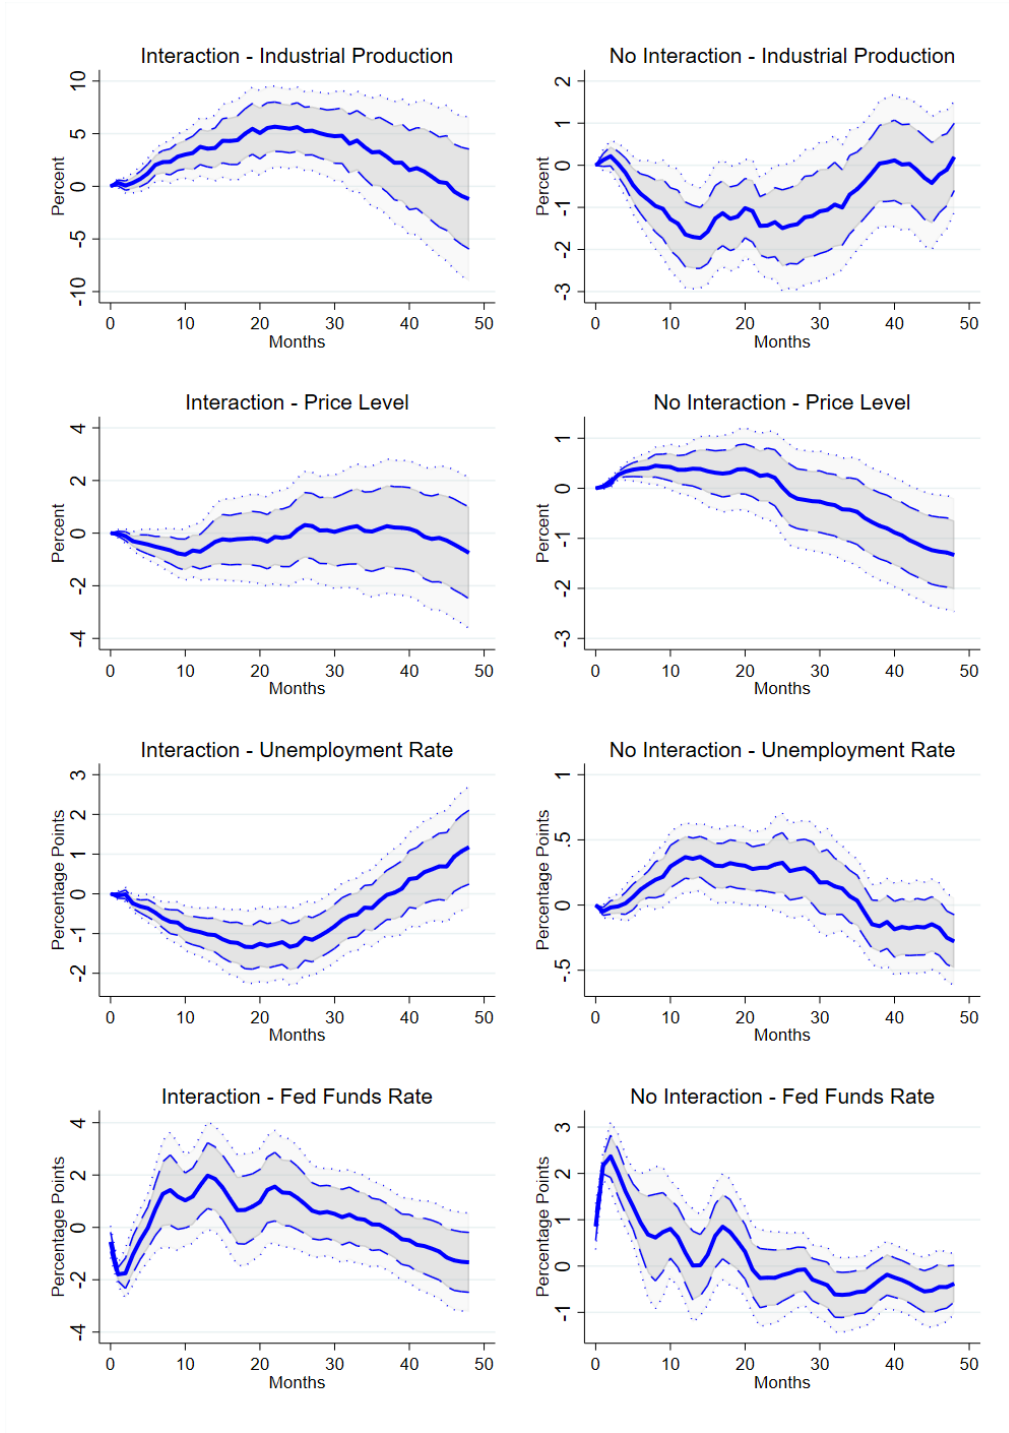 Interaction - Industrial Production
Percent
10
5
0
-5
-10
0 10 20 30 40 50
Months
No Interaction - Industrial Production
Percent
2
1
0
-1
-2
-3
0 10 20 30 40 50
Months
Interaction - Price Level
Percent
4
2
0
-2
-4
0 10 20 30 40 50
Months
No Interaction - Price Level
Percent
1
0
-1
-2
-3
0 10 20 30 40 50
Months
Interaction - Unemployment Rate
Percentage Points
3
2
1
0
-1
-2
0 10 20 30 40 50
Months
No Interaction - Unemployment Rate
Percentage Points
1
.5
0
-.5
0 10 20 30 40 50
Months
Interaction - Fed Funds Rate
Percentage Points
4
2
0
-2
-4
0 10 20 30 40 50
Months
No Interaction - Fed Funds Rate
Percentage Points
3
2
1
0
-1
0 10 20 30 40 50
Months